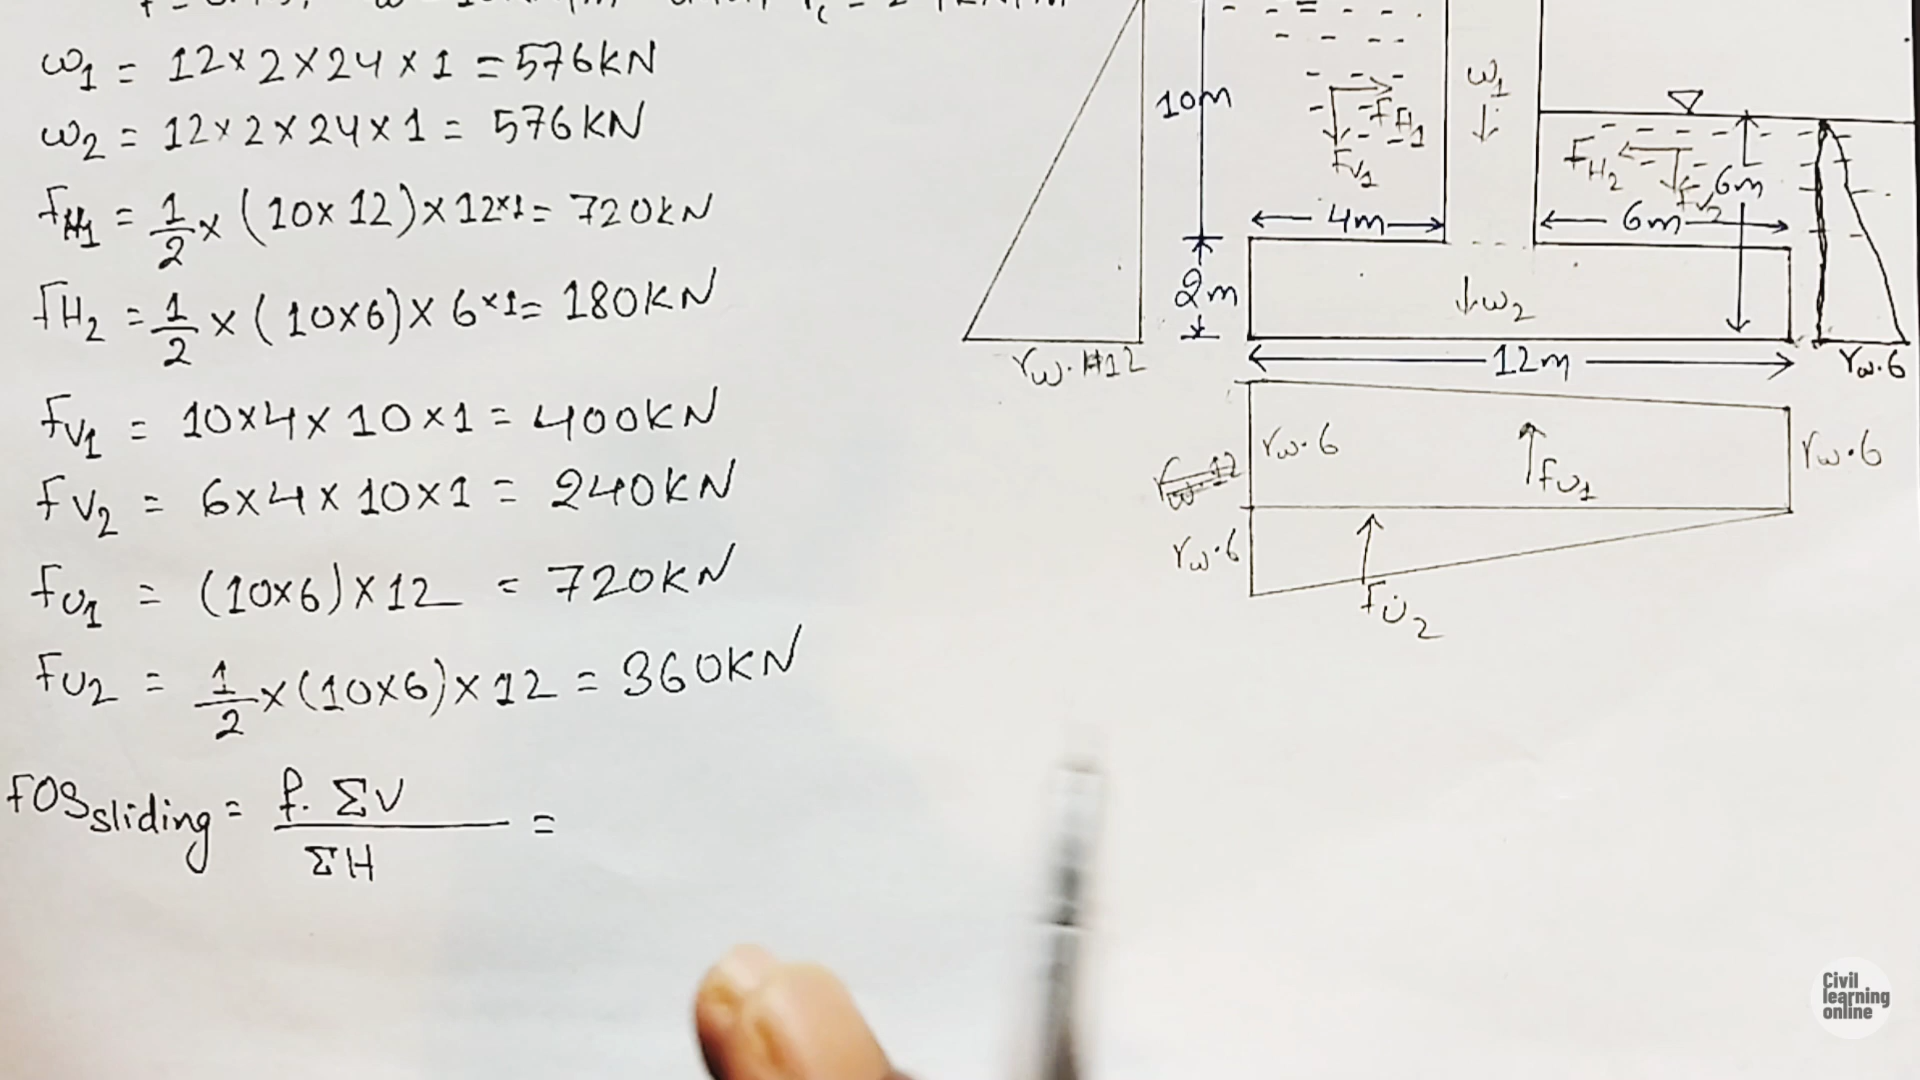 ω₁ = 12×2×24×1 = 576KN
ω₂ = 12×2×24×1 = 576KN
FH₁ = 1/2 × (10×12)×12×1 = 720KN
FH₂ = 1/2 × (10×6)×6×1 = 180KN
FV₁ = 10×4×10×1 = 400KN
FV₂ = 6×4×10×1 = 240KN
FU₁ = (10×6)×12 = 720KN
FU₂ = 1/2 ×(10×6)×12 = 360KN
FOS sliding = f. ΣV / ΣH =
10m
ω₁
FH₁
FV₁
FH₂
FV₂
6m
4m
6m
2m
ω₂
γω.H12
12m
γω.6
γω.6
FU₁
γω.6
γω.12
γω.6
FU₂
Civil
learning
online